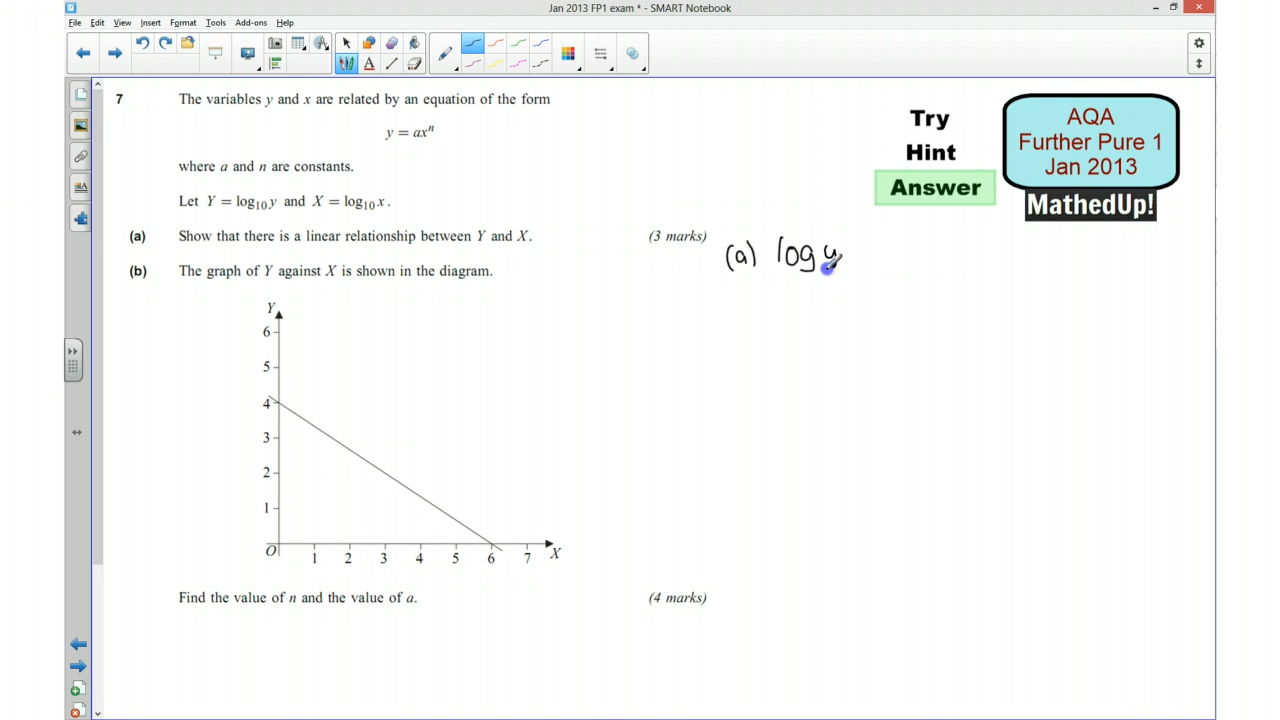 Jan 2013 FP1 exam * - SMART Notebook
File Edit View Insert Format Tools Add-ons Help
7 The variables y and x are related by an equation of the form
y = axⁿ
where a and n are constants.
Let Y = log₁₀ y and X = log₁₀ x.
(a) Show that there is a linear relationship between Y and X. (3 marks)
(b) The graph of Y against X is shown in the diagram.
Y
6
5
4
3
2
1
O 1 2 3 4 5 6 7 X
Find the value of n and the value of a. (4 marks)
Try
Hint
Answer
AQA
Further Pure 1
Jan 2013
MathedUp!
(a) log y